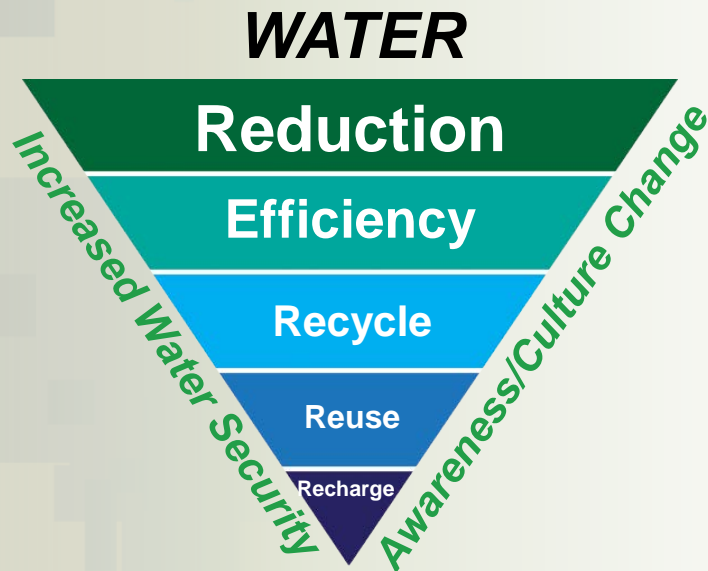 WATER
Reduction
Efficiency
Recycle
Reuse
Recharge
Increased Water Security
Awareness/Culture Change